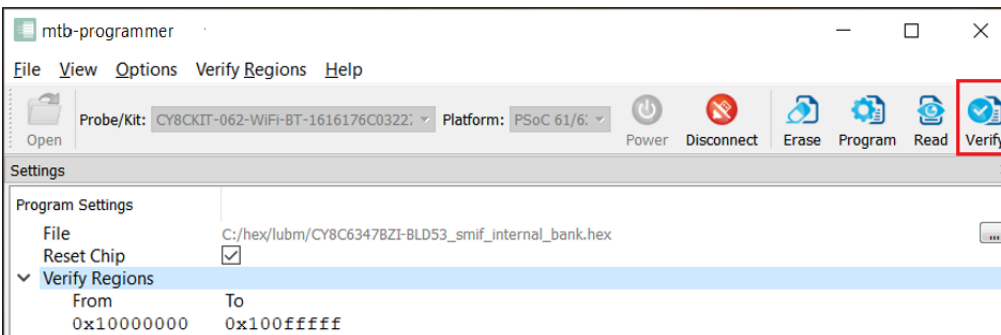 mtb-programmer
File View Options Verify Regions Help
Open Probe/Kit: CY8CKIT-062-WiFi-BT-1616176C0322 Platform: PSoC 61/6 Power Disconnect Erase Program Read Verify
Settings
Program Settings
File C:/hex/lubm/CY8C6347BZI-BLD53_smif_internal_bank.hex ...
Reset Chip
Verify Regions
From To
0x10000000 0x100fffff